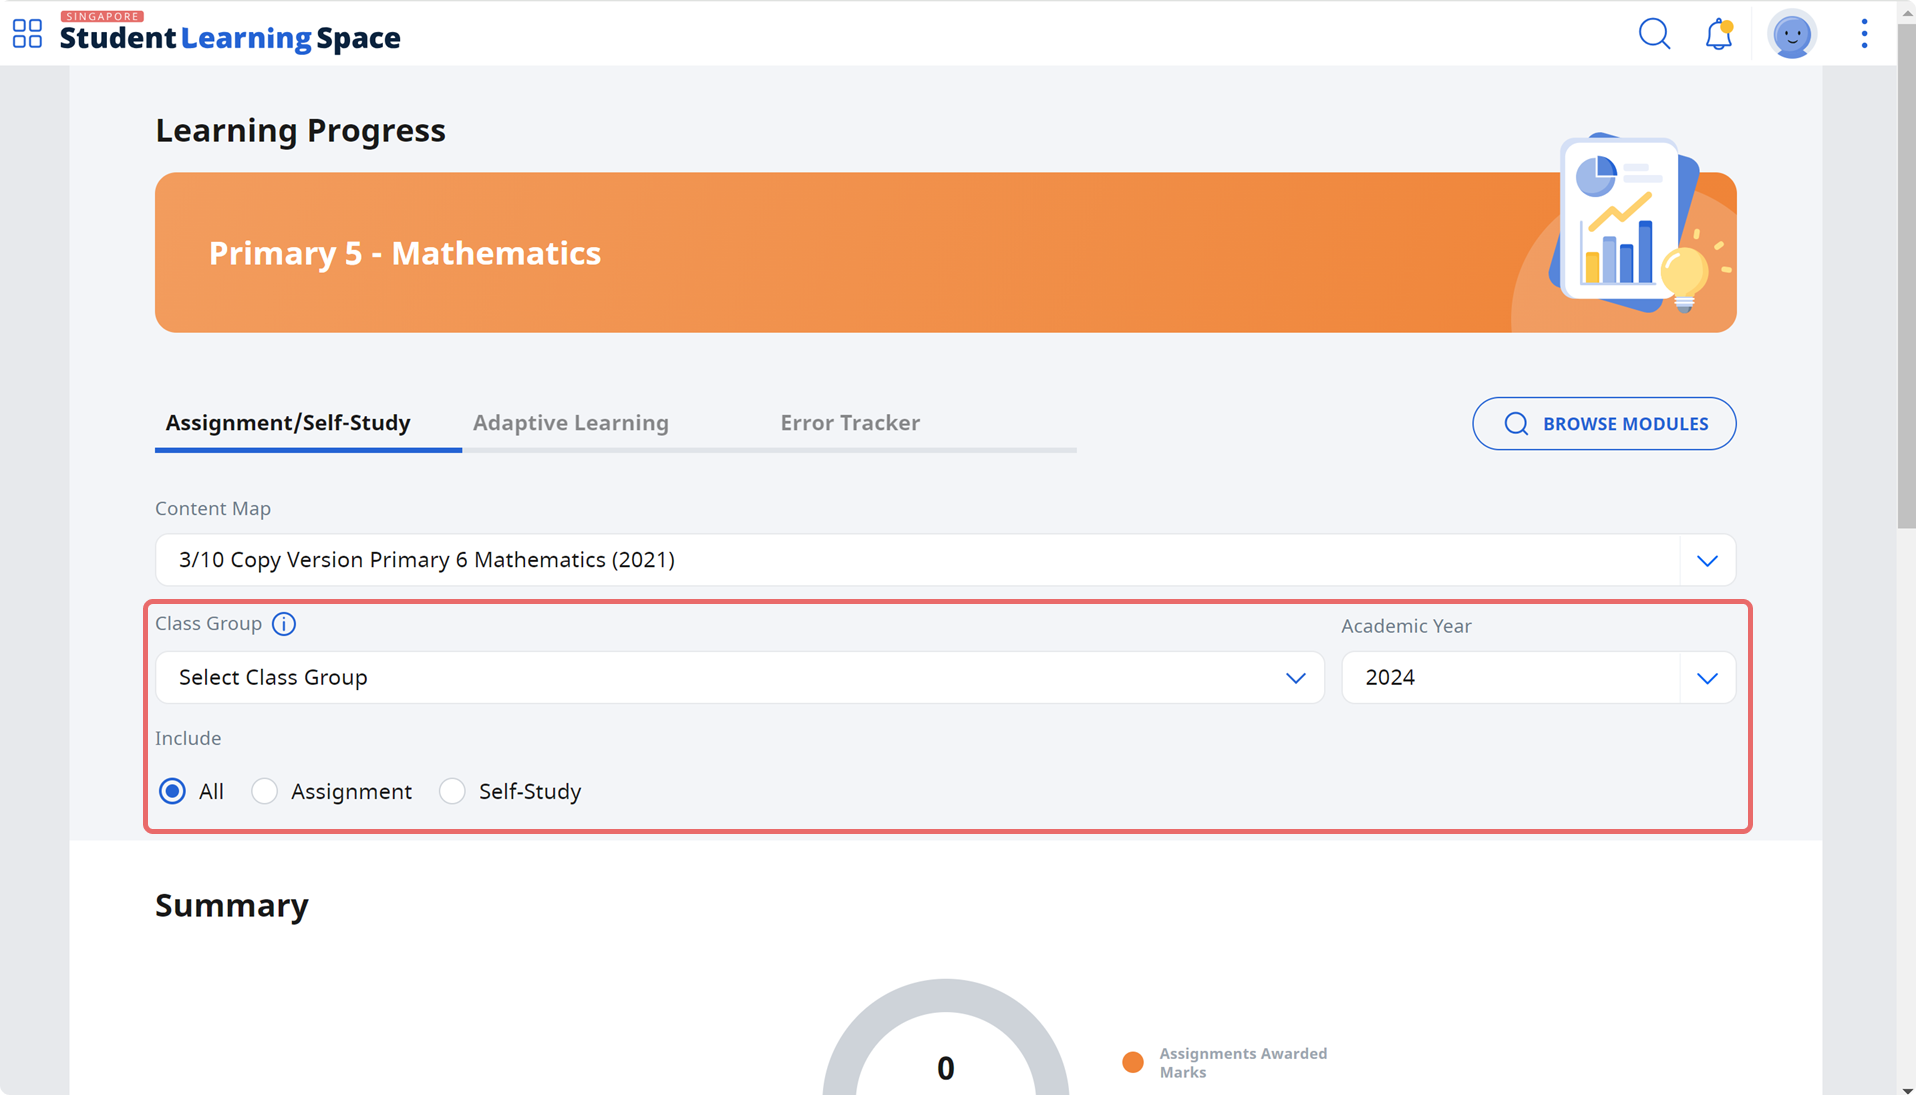 SINGAPORE
Student Learning Space
Learning Progress
Primary 5 - Mathematics
Assignment/Self-Study
Adaptive Learning
Error Tracker
BROWSE MODULES
Content Map
3/10 Copy Version Primary 6 Mathematics (2021)
Class Group
Academic Year
Select Class Group
2024
Include
All
Assignment
Self-Study
Summary
0
Assignments Awarded
Marks